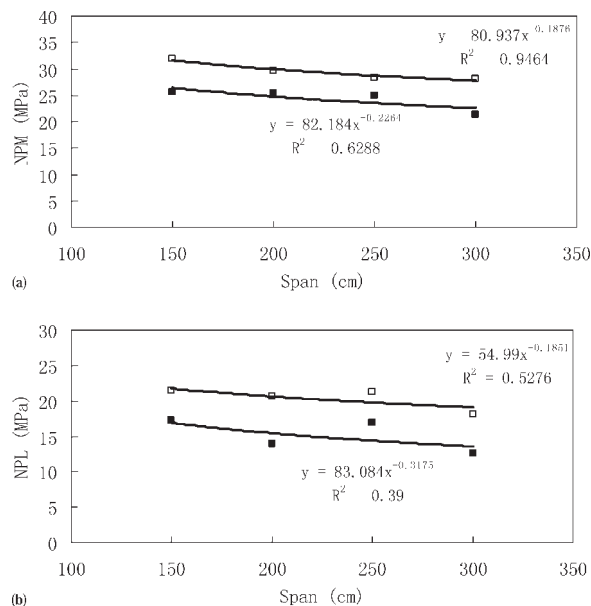 40
35
30
25
20
15
10
5
0
NPM (MPa)
y 80.937x^-0.1876
R² 0.9464
y = 82.184x^-0.2264
R² 0.6288
100 150 200 250 300 350
Span (cm)
(a)
30
25
20
15
10
5
0
NPL (MPa)
y = 54.99x^-0.1851
R² = 0.5276
y = 83.084x^-0.3175
R² 0.39
100 150 200 250 300 350
Span (cm)
(b)